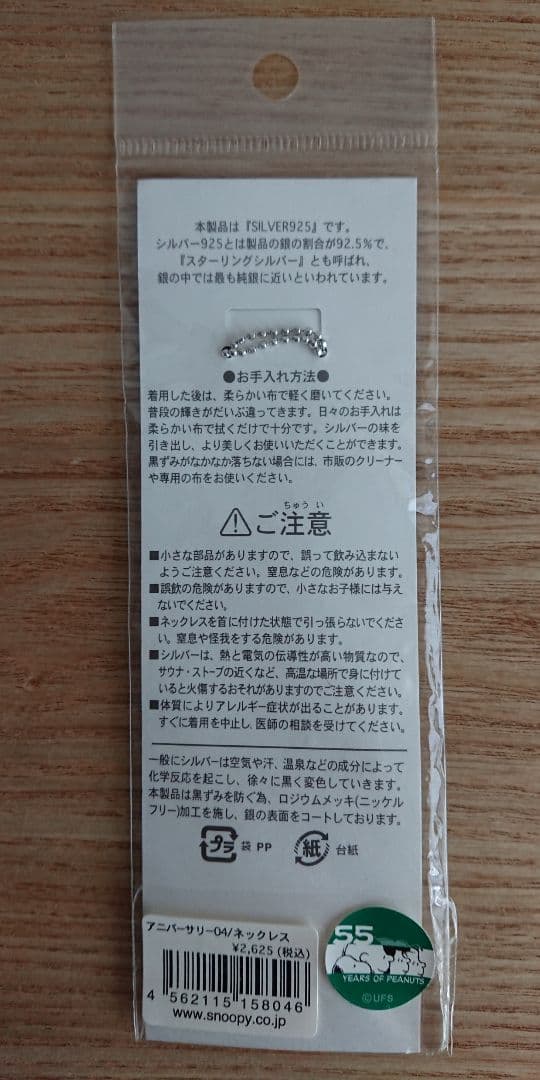 本製品は『SILVER925』です。
シルバー925とは製品の銀の割合が92.5%で、
『スターリングシルバー』とも呼ばれ、
銀の中では最も純銀に近いといわれています。
●お手入れ方法●
着用した後は、柔らかい布で軽く磨いてください。
普段の輝きがだいぶ違ってきます。日々のお手入れは
柔らかい布で拭くだけで十分です。シルバーの味を
引き出し、より美しくお使いいただくことができます。
黒ずみがなかなか落ちない場合には、市販のクリーナー
や専用の布をお使いください。
ちゅう い
⚠ご注意
■小さな部品がありますので、誤って飲み込まない
ようご注意ください。窒息などの危険があります。
■誤飲の危険がありますので、小さなお子様には与え
ないでください。
■ネックレスを首に付けた状態で引っ張らないでくださ
い。窒息や怪我をする危険があります。
■シルバーは、熱と電気の伝導性が高い物質なので、
サウナ・ストーブの近くなど、高温な場所で身に付けて
いると火傷するおそれがありますのでご注意ください。
■体質によりアレルギー症状が出ることがあります。
すぐに着用を中止し、医師の相談を受けてください。
一般にシルバーは空気や汗、温泉などの成分によって
化学反応を起こし、徐々に黒く変色していきます。
本製品は黒ずみを防ぐ為、ロジウムメッキ(ニッケル
フリー)加工を施し、銀の表面をコートしております。
プラ 袋 PP 紙 台紙
アニバーサリー04/ネックレス
¥2,625(税込)
4 562115 158046
www.snoopy.co.jp
55
YEARS OF PEANUTS
©UFS